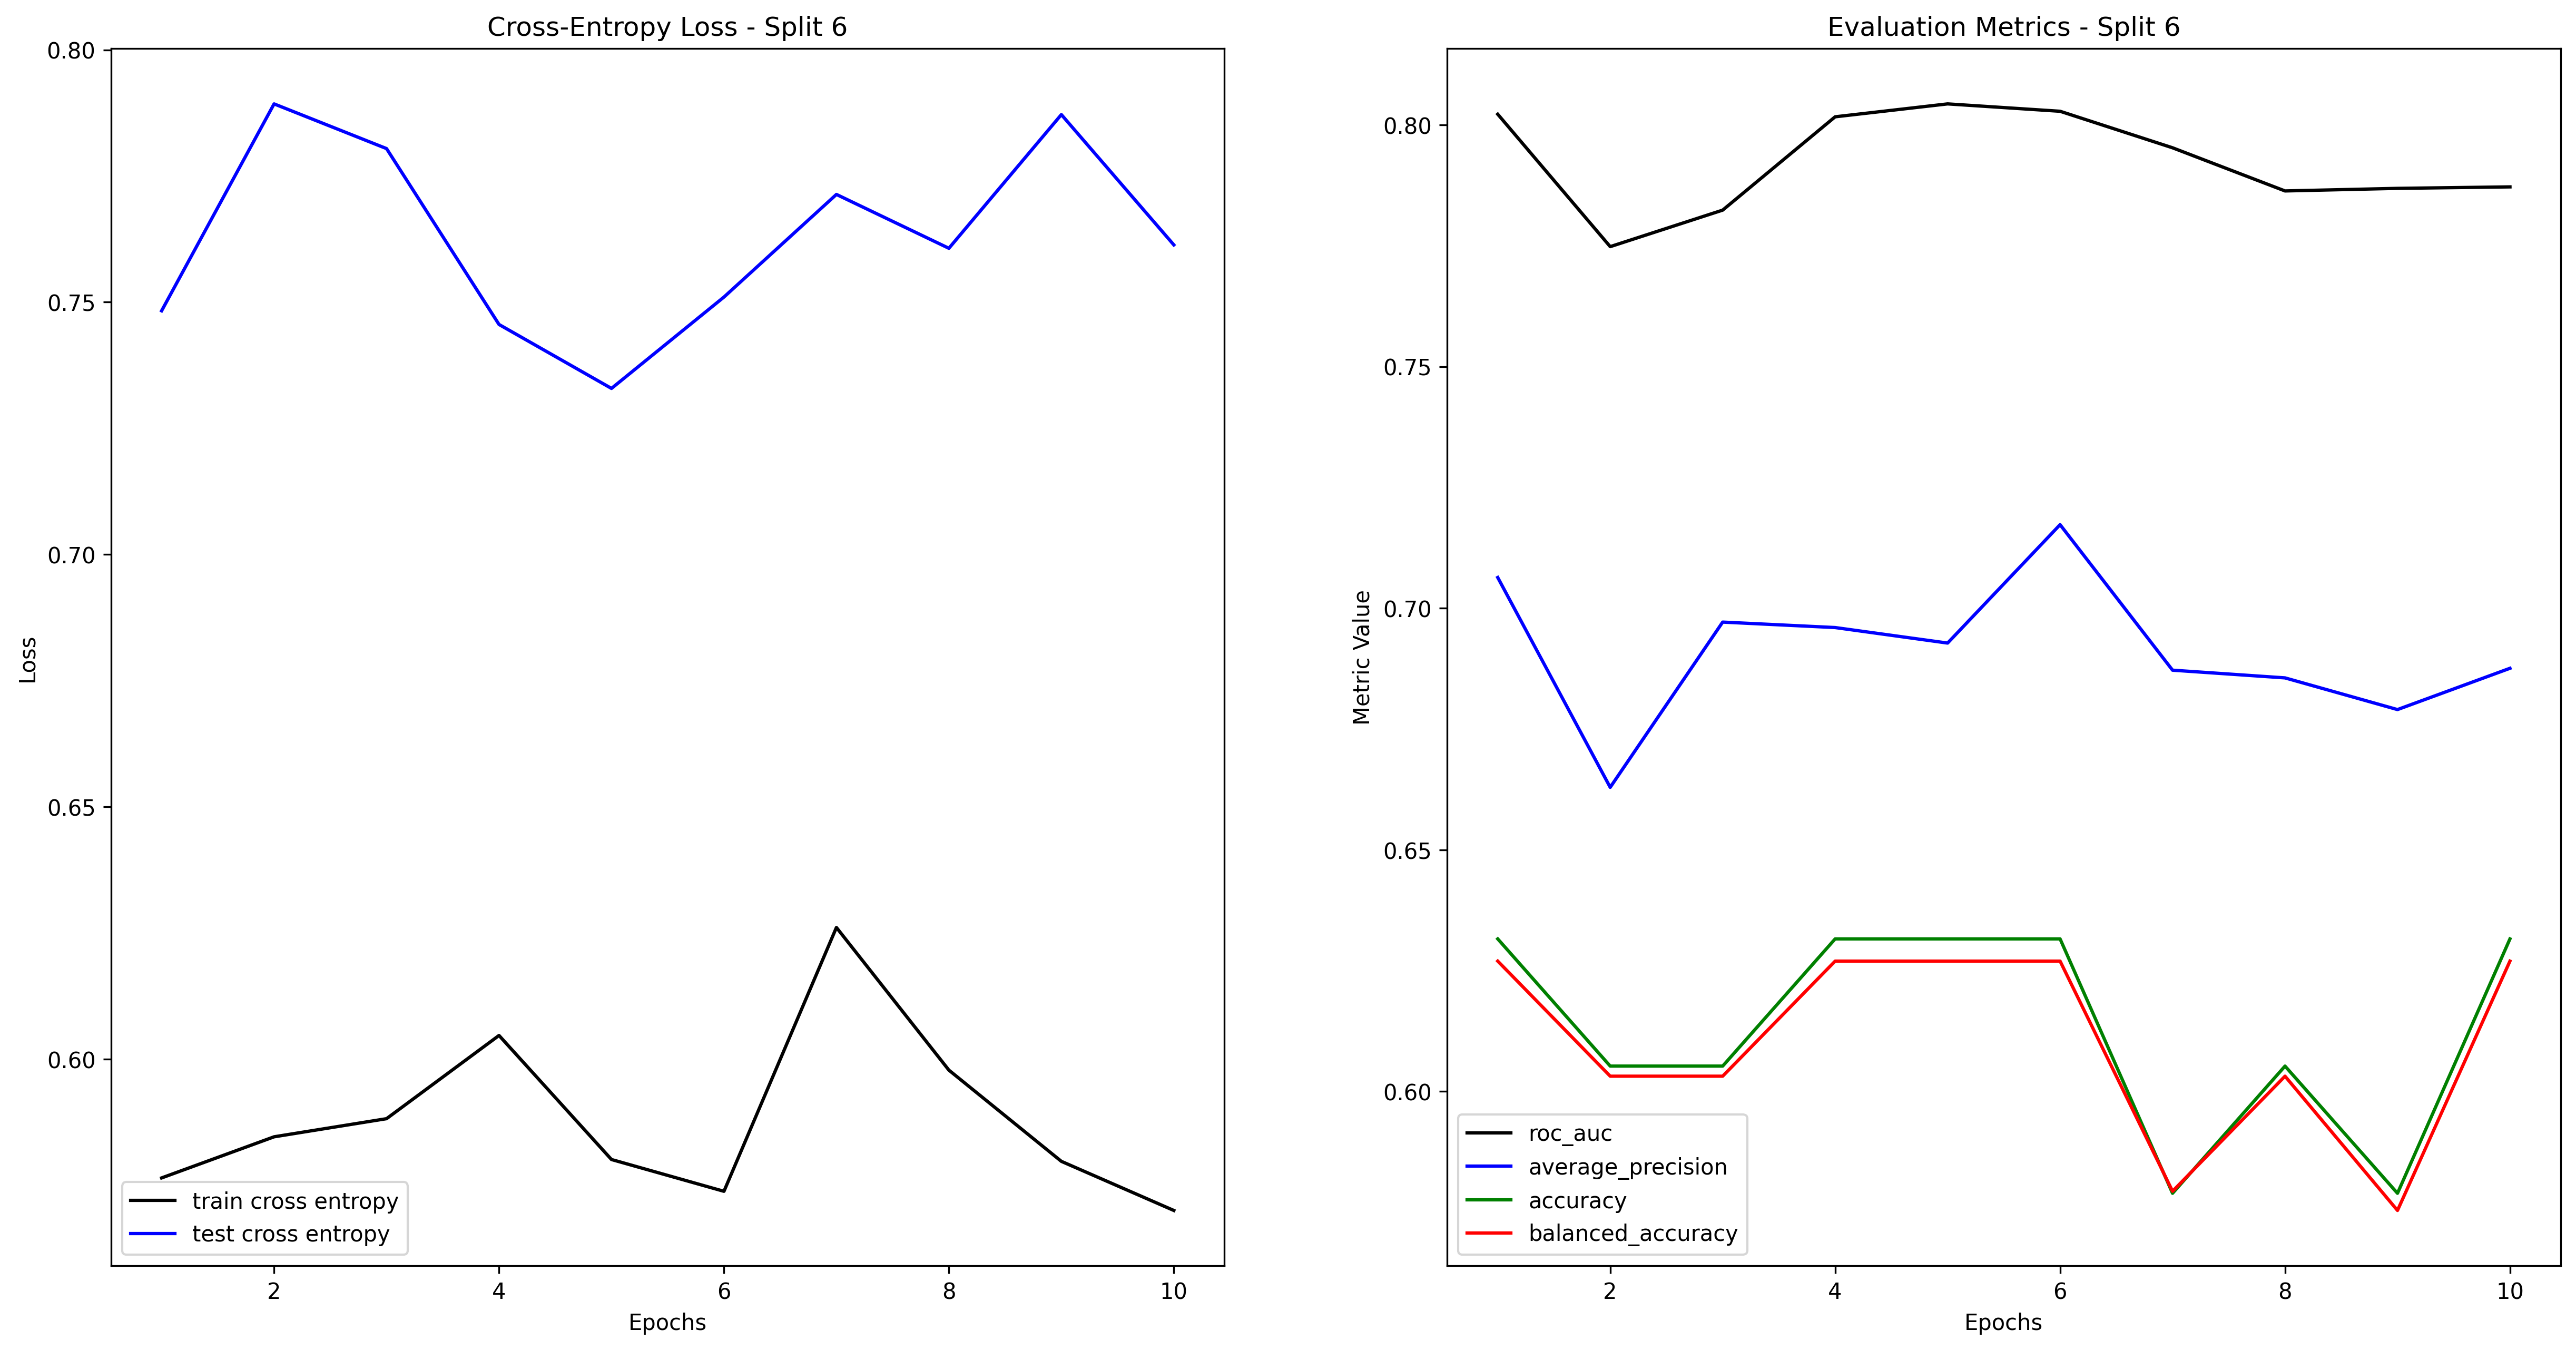 Cross-Entropy Loss - Split 6
0.80
0.75
0.70
0.65
0.60
Loss
train cross entropy
test cross entropy
2
4
6
8
10
Epochs
Evaluation Metrics - Split 6
0.80
0.75
0.70
0.65
0.60
Metric Value
roc_auc
average_precision
accuracy
balanced_accuracy
2
4
6
8
10
Epochs